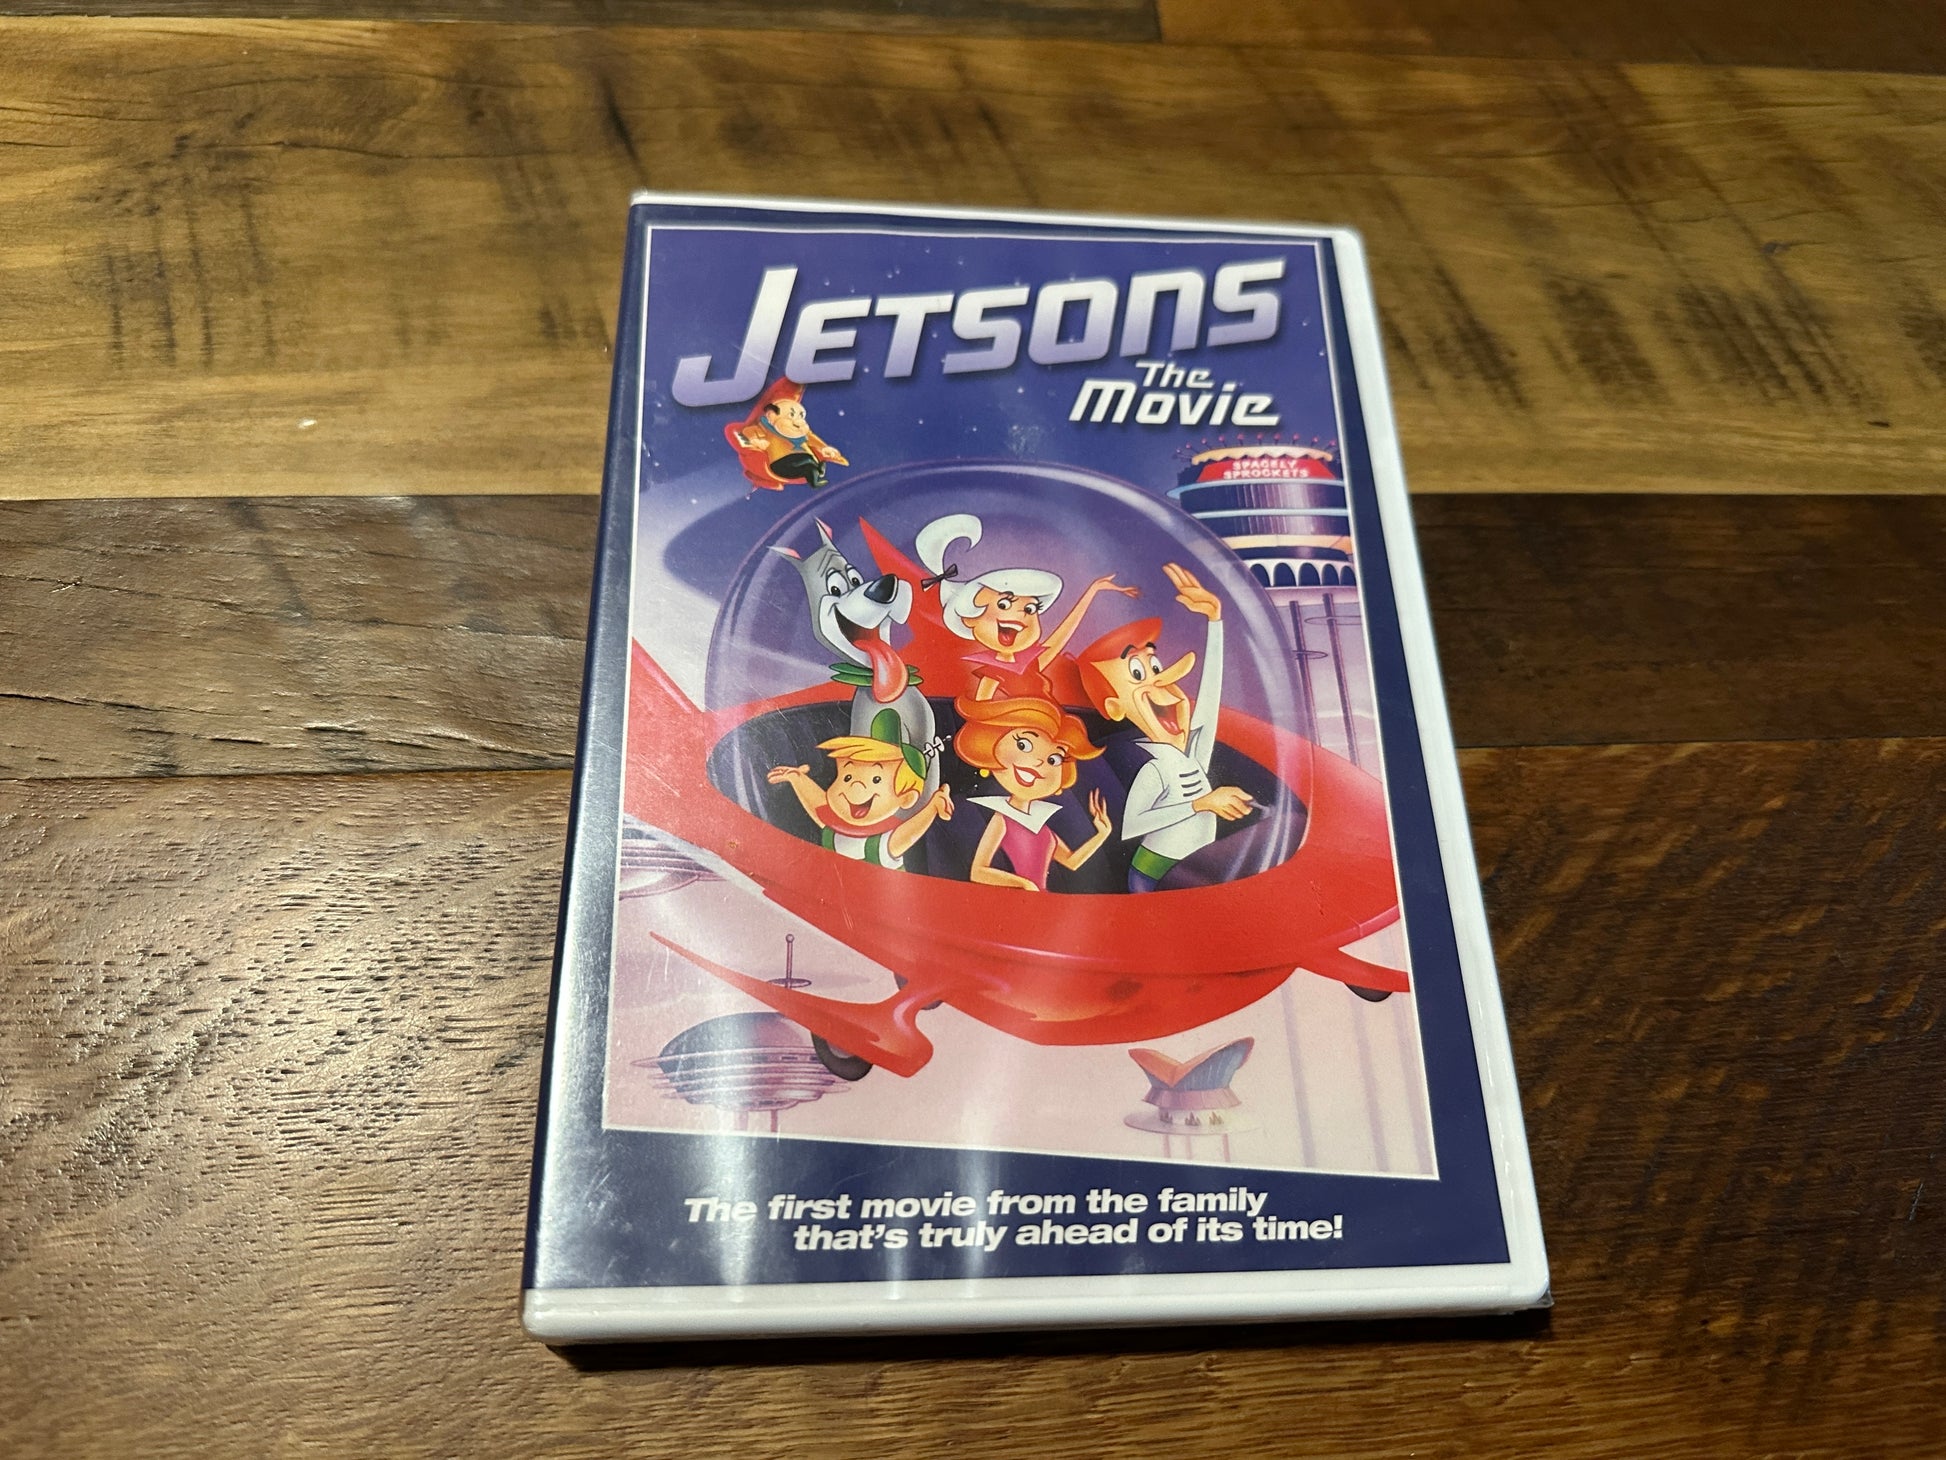 JETSONS
The
Movie
SPACELY
SPROCKETS
The first movie from the family
that's truly ahead of its time!